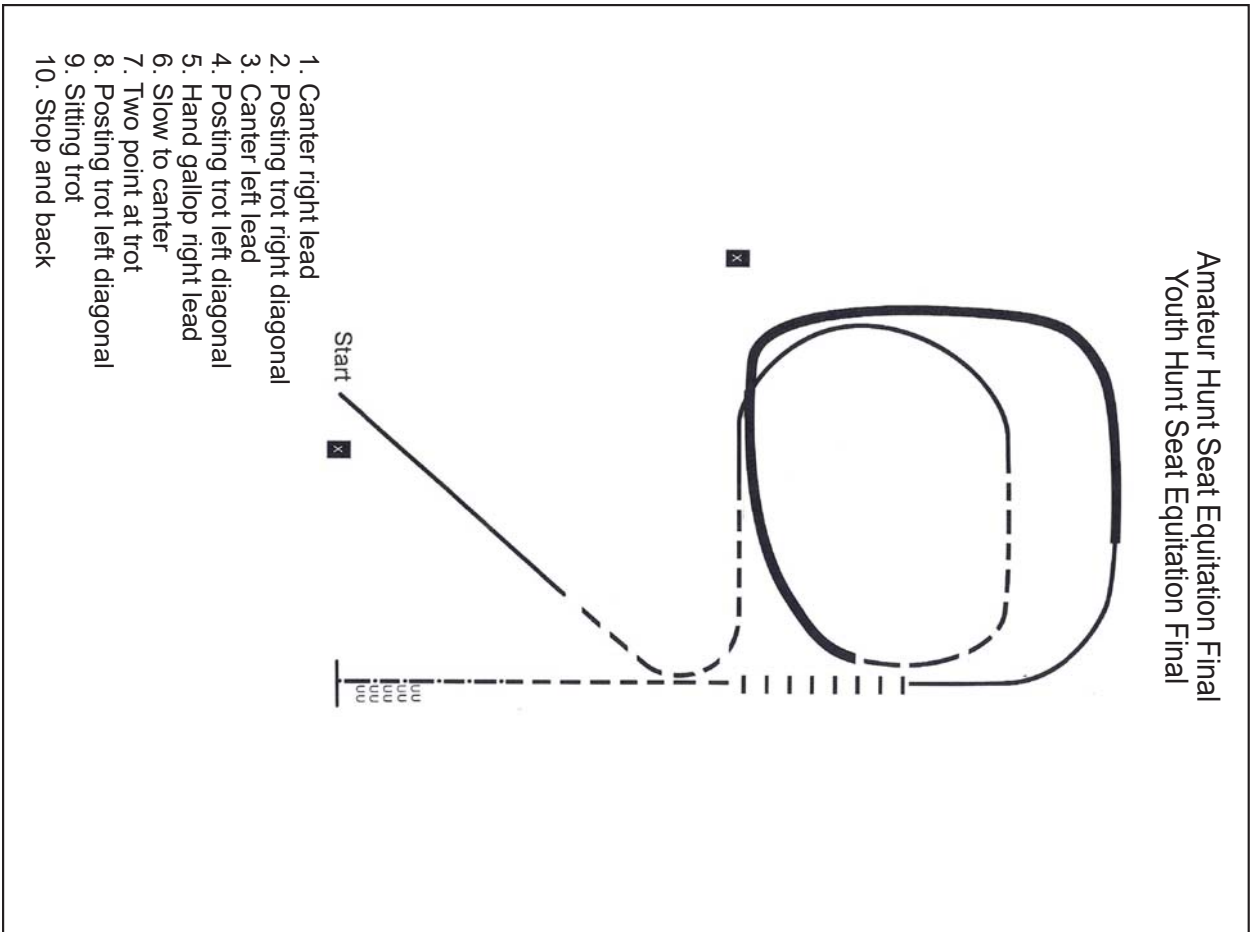 Amateur Hunt Seat Equitation Final
Youth Hunt Seat Equitation Final
X
Start
X
1. Canter right lead
2. Posting trot right diagonal
3. Canter left lead
4. Posting trot left diagonal
5. Hand gallop right lead
6. Slow to canter
7. Two point at trot
8. Posting trot left diagonal
9. Sitting trot
10. Stop and back